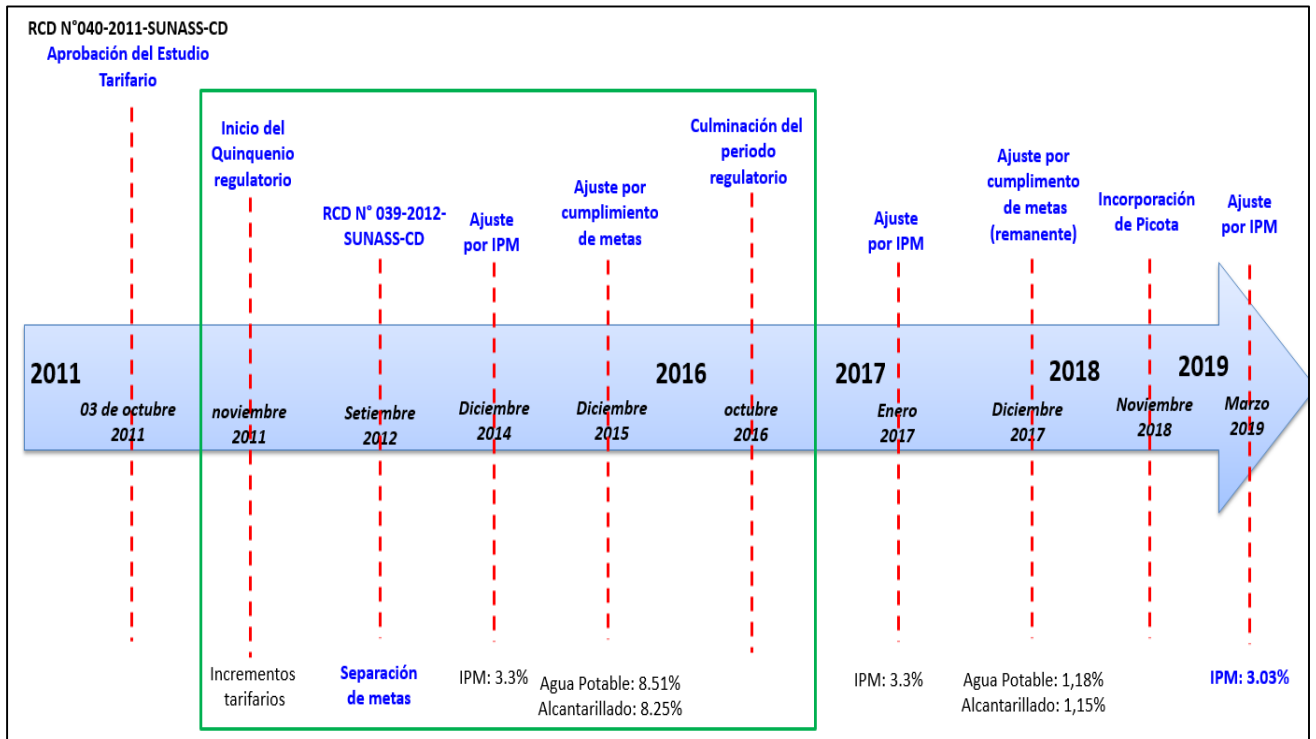 RCD N°040-2011-SUNASS-CD
Aprobación del Estudio
Tarifario
Inicio del
Quinquenio
regulatorio
RCD N° 039-2012-
SUNASS-CD
Ajuste
por IPM
Ajuste por
cumplimiento
de metas
Culminación del
periodo
regulatorio
Ajuste
por IPM
Ajuste por
cumplimento
de metas
(remanente)
Incorporación
de Picota
Ajuste
por IPM
2011
2016
2017
2018
2019
03 de octubre
2011
noviembre
2011
Setiembre
2012
Diciembre
2014
Diciembre
2015
octubre
2016
Enero
2017
Diciembre
2017
Noviembre
2018
Marzo
2019
Incrementos
tarifarios
Separación
de metas
IPM: 3.3%
Agua Potable: 8.51%
Alcantarillado: 8.25%
IPM: 3.3%
Agua Potable: 1,18%
Alcantarillado: 1,15%
IPM: 3.03%